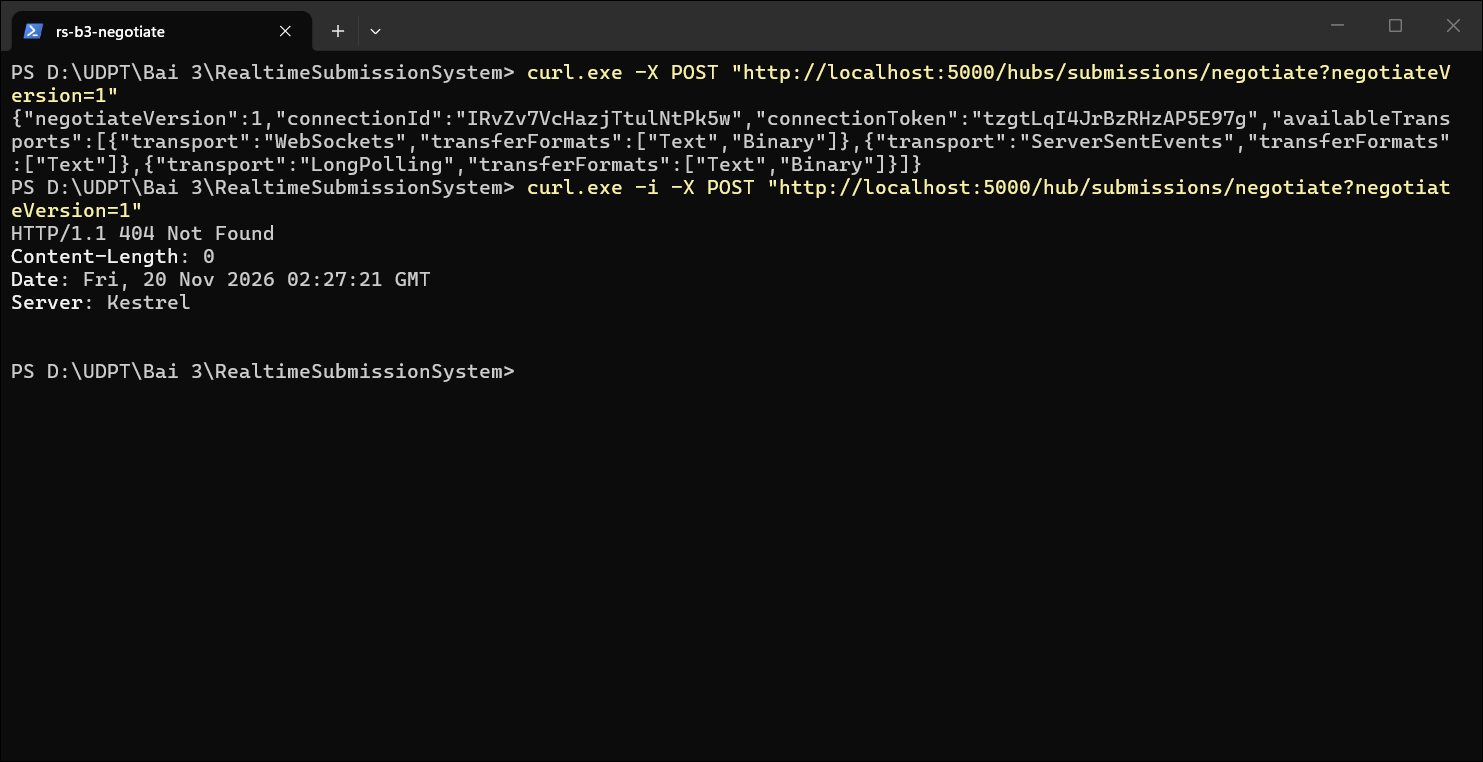 rs-b3-negotiate
PS D:\UDPT\Bai 3\RealtimeSubmissionSystem> curl.exe -X POST "http://localhost:5000/hubs/submissions/negotiate?negotiateV
ersion=1"
{"negotiateVersion":1,"connectionId":"IRvZv7VcHazjTtulNtPk5w","connectionToken":"tzgtLqI4JrBzRHzAP5E97g","availableTrans
ports":[{"transport":"WebSockets","transferFormats":["Text","Binary"]},{"transport":"ServerSentEvents","transferFormats"
:["Text"]},{"transport":"LongPolling","transferFormats":["Text","Binary"]}]}
PS D:\UDPT\Bai 3\RealtimeSubmissionSystem> curl.exe -i -X POST "http://localhost:5000/hub/submissions/negotiate?negotiat
eVersion=1"
HTTP/1.1 404 Not Found
Content-Length: 0
Date: Fri, 20 Nov 2026 02:27:21 GMT
Server: Kestrel
PS D:\UDPT\Bai 3\RealtimeSubmissionSystem>